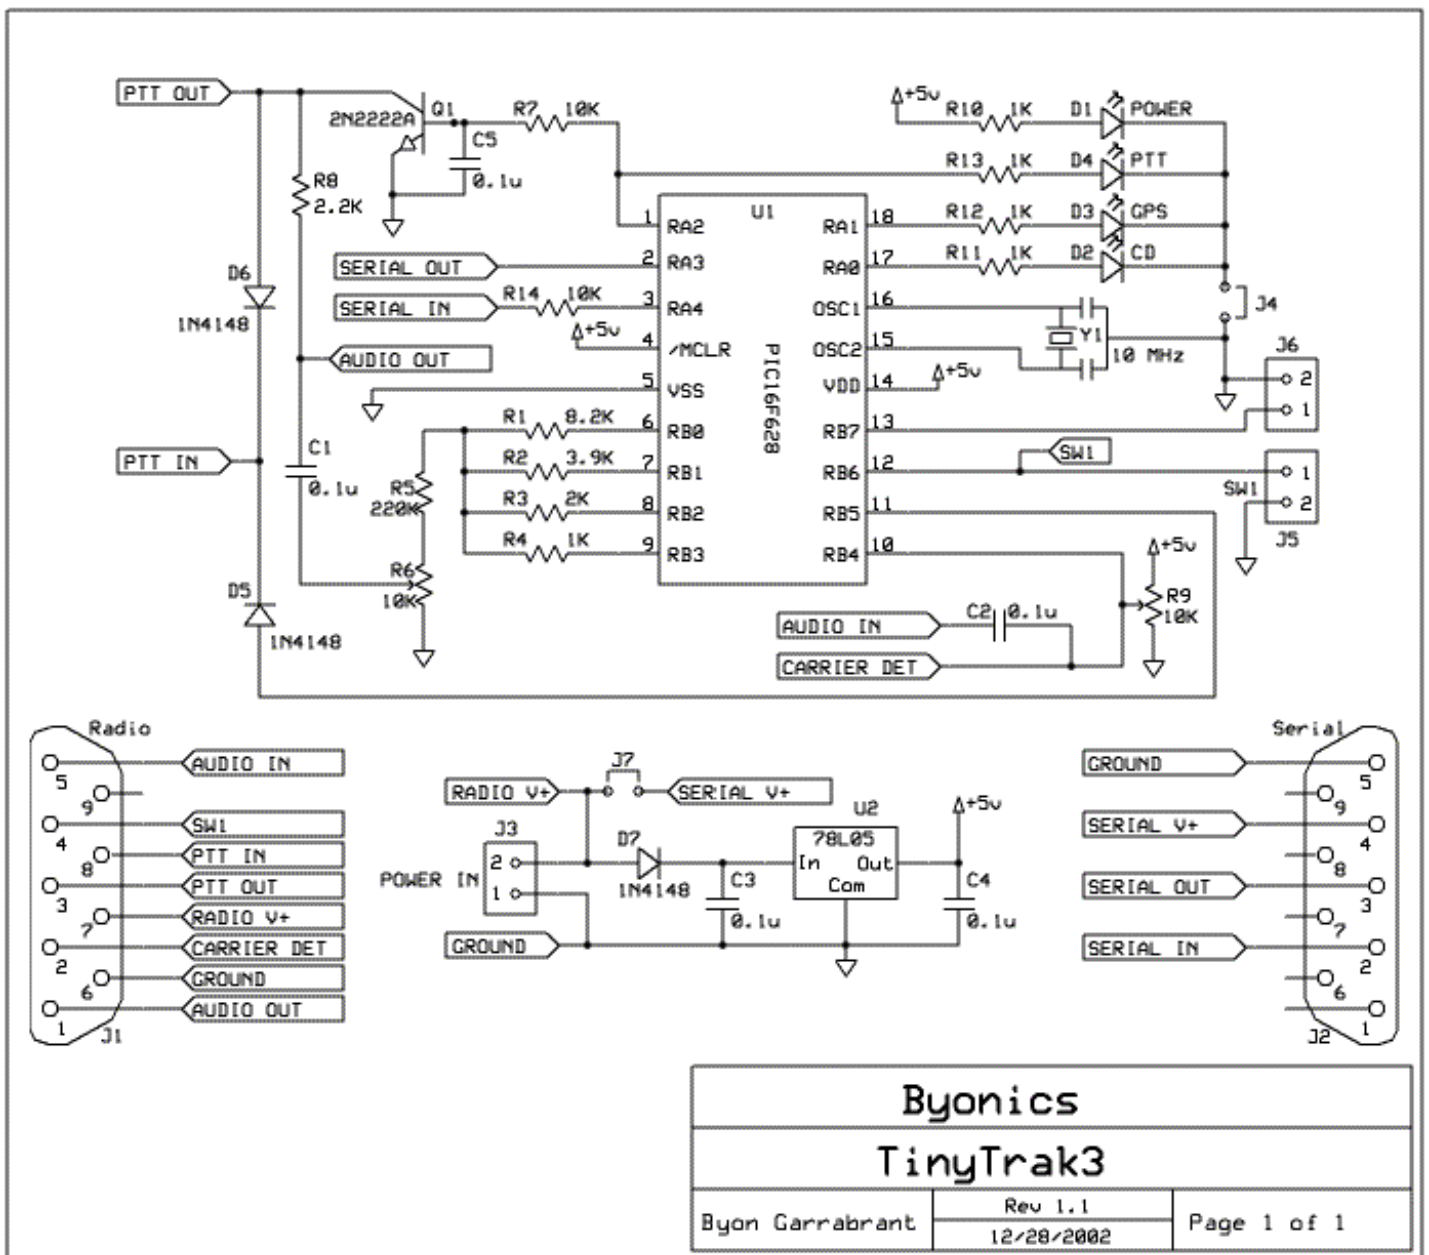 PTT OUT
2N2222A
Q1
R7 10K
C5
0.1u
R8
2.2K
+5v
R10 1K D1 POWER
R13 1K D4 PTT
R12 1K D3 GPS
R11 1K D2 CD
U1
PIC16F628
1 RA2
2 RA3
3 RA4
4 /MCLR
5 VSS
6 RB0
7 RB1
8 RB2
9 RB3
RA1 18
RA0 17
OSC1 16
OSC2 15
VDD 14
RB7 13
RB6 12
RB5 11
RB4 10
SERIAL OUT
SERIAL IN
R14 10K
+5v
D6
1N4148
AUDIO OUT
PTT IN
C1
0.1u
R1 8.2K
R2 3.9K
R3 2K
R4 1K
R5
220K
R6
10K
D5
1N4148
Y1
10 MHz
+5v
J4
J6
2
1
SW1
SW1
1
2
J5
+5v
R9
10K
AUDIO IN
C2 0.1u
CARRIER DET
Radio
5
9
4
8
3
7
2
6
1
J1
AUDIO IN
SW1
PTT IN
PTT OUT
RADIO V+
CARRIER DET
GROUND
AUDIO OUT
RADIO V+
J7
SERIAL V+
J3
POWER IN
2
1
D7
1N4148
C3
0.1u
U2
78L05
In Out
Com
+5v
C4
0.1u
GROUND
Serial
GROUND
SERIAL V+
SERIAL OUT
SERIAL IN
5
9
4
8
3
7
2
6
1
J2
Byonics
TinyTrak3
Byon Garrabrant
Rev 1.1
12/28/2002
Page 1 of 1